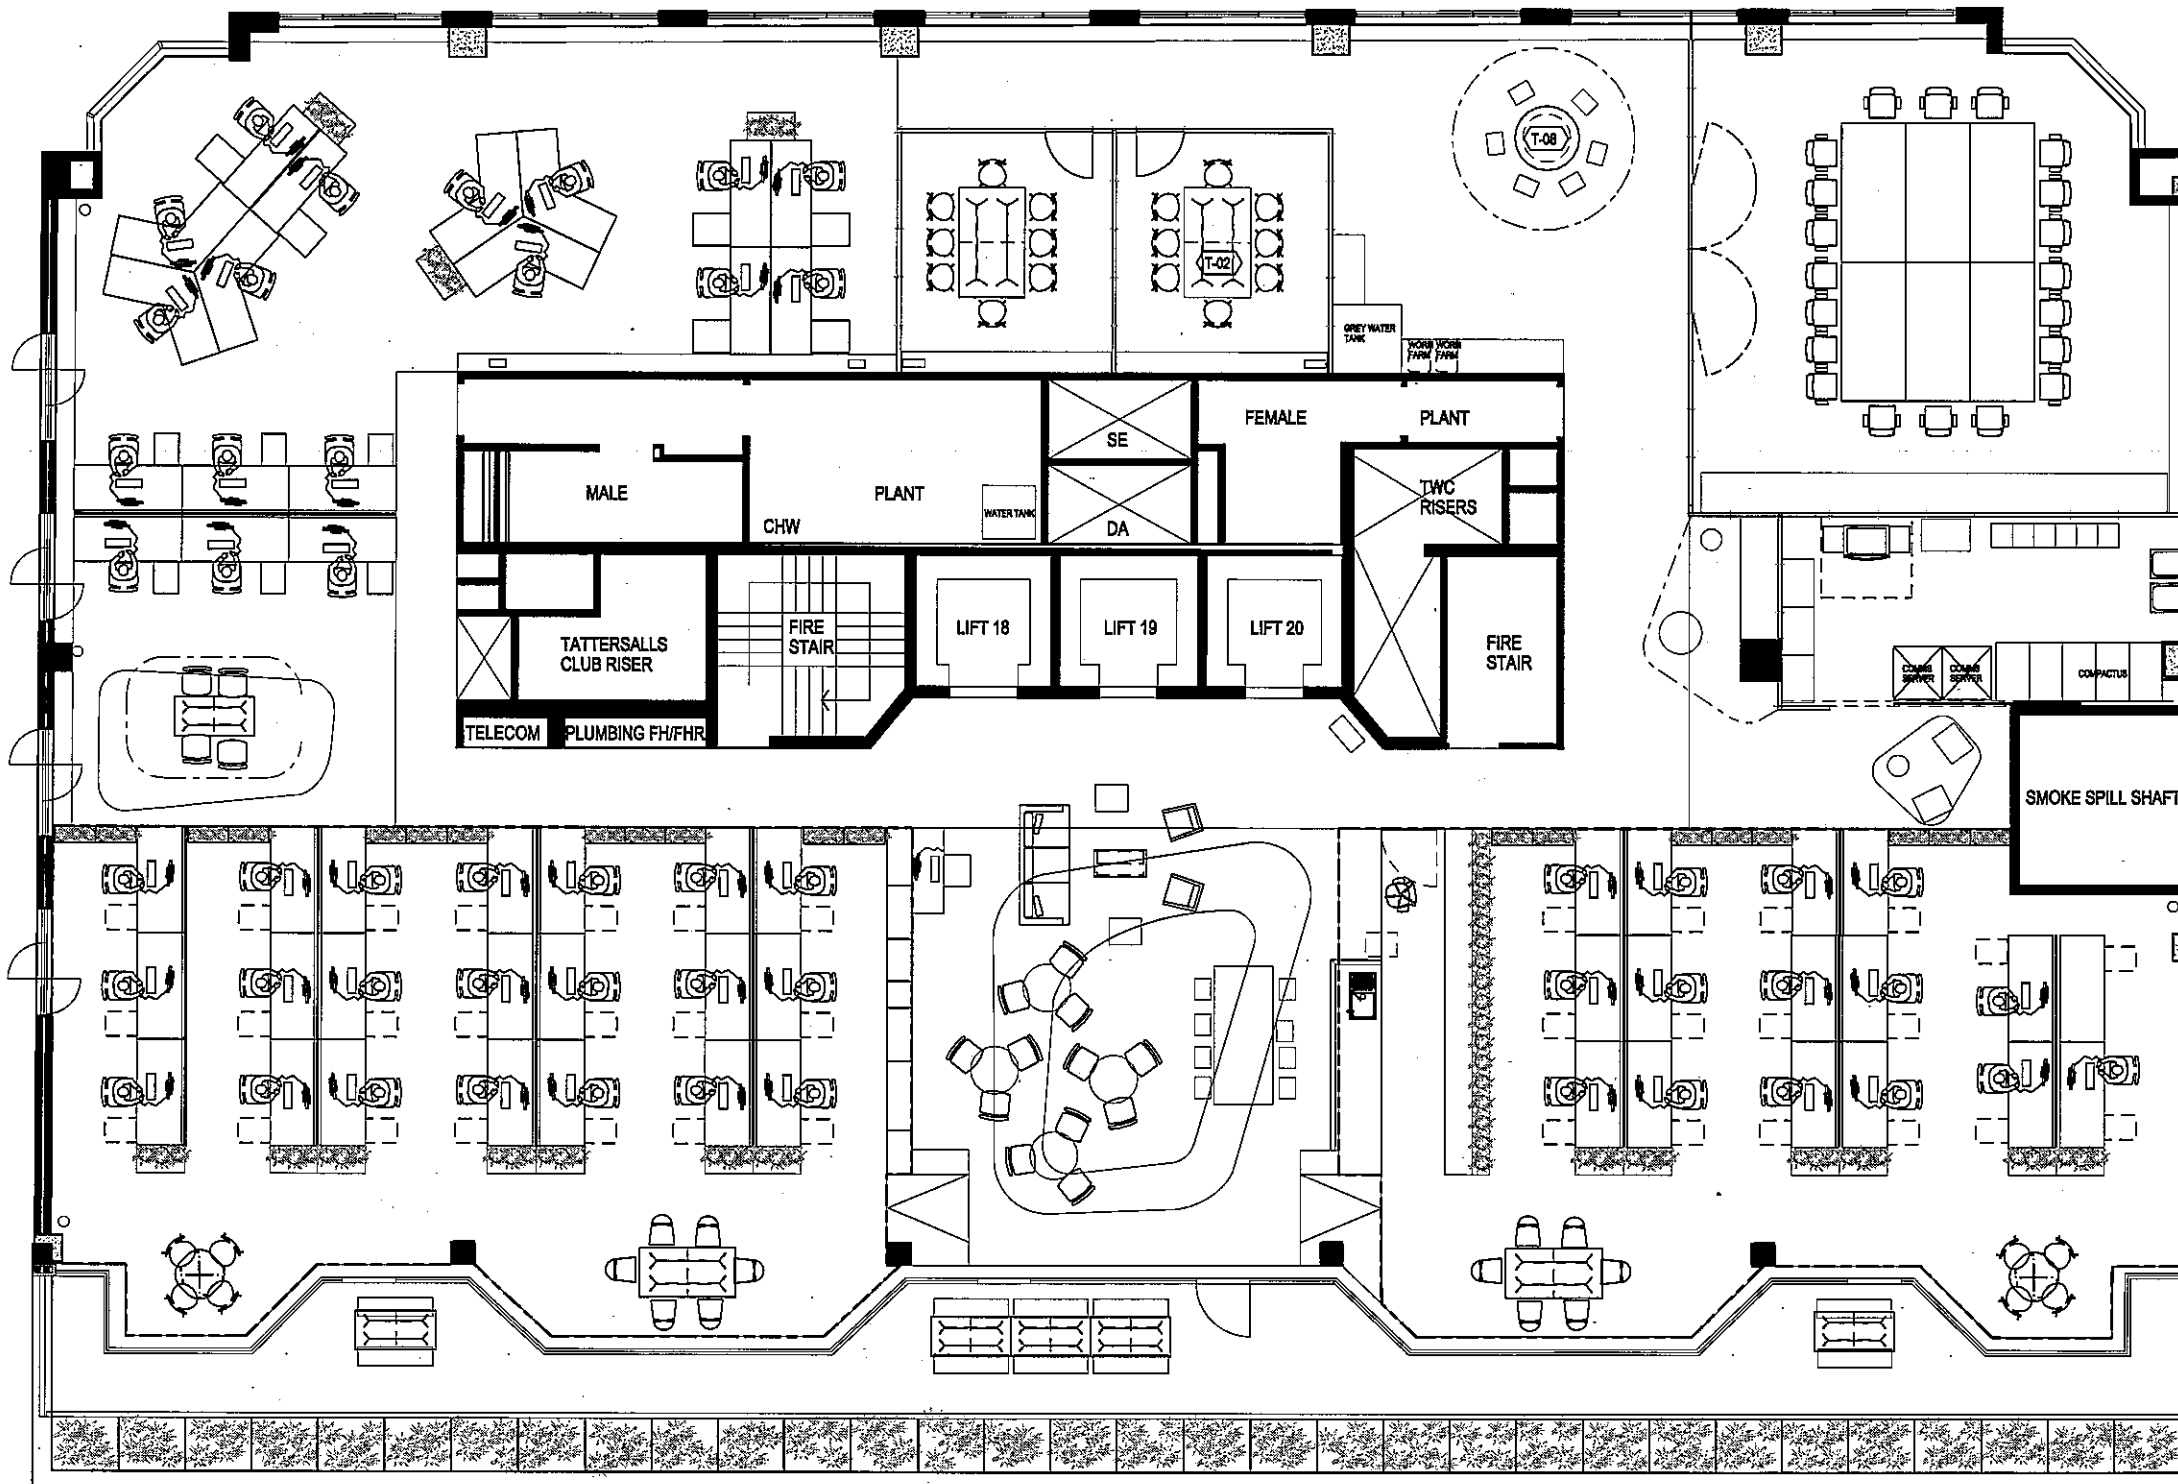 T-08
T-02
GREY WATER
TANK
WORM WORM
FARM FARM
SE
FEMALE
PLANT
MALE
PLANT
WATER TANK
CHW
DA
TWC
RISERS
TATTERSALLS
CLUB RISER
FIRE
STAIR
LIFT 18
LIFT 19
LIFT 20
FIRE
STAIR
COMMS
SERVER
COMMS
SERVER
COMPACTUS
TELECOM
PLUMBING FH/FHR
SMOKE SPILL SHAFT